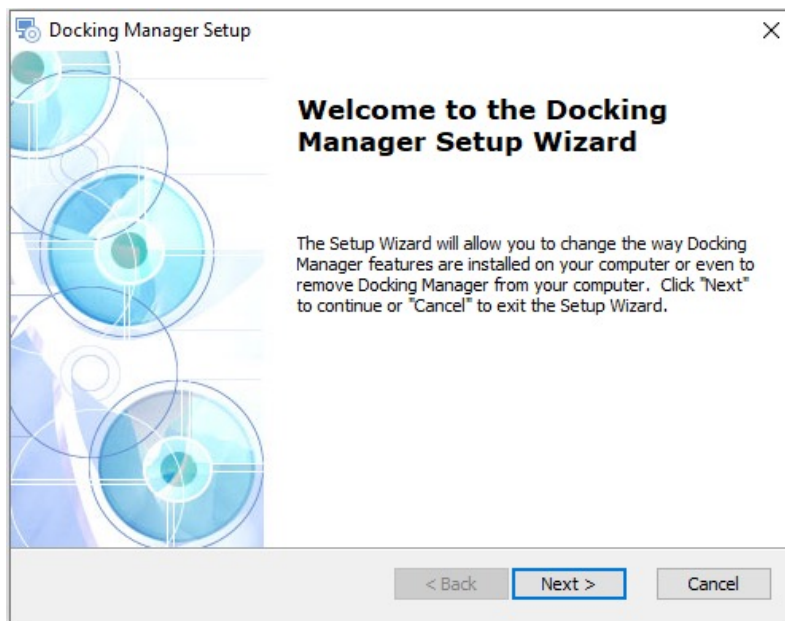 Docking Manager Setup
Welcome to the Docking
Manager Setup Wizard
The Setup Wizard will allow you to change the way Docking
Manager features are installed on your computer or even to
remove Docking Manager from your computer.  Click "Next"
to continue or "Cancel" to exit the Setup Wizard.
< Back
Next >
Cancel